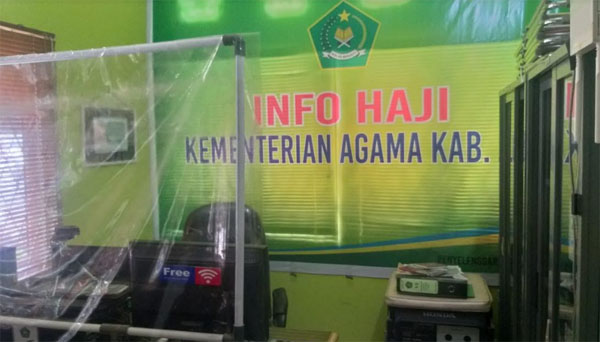 INFO HAJI
KEMENTERIAN AGAMA KAB.
Free